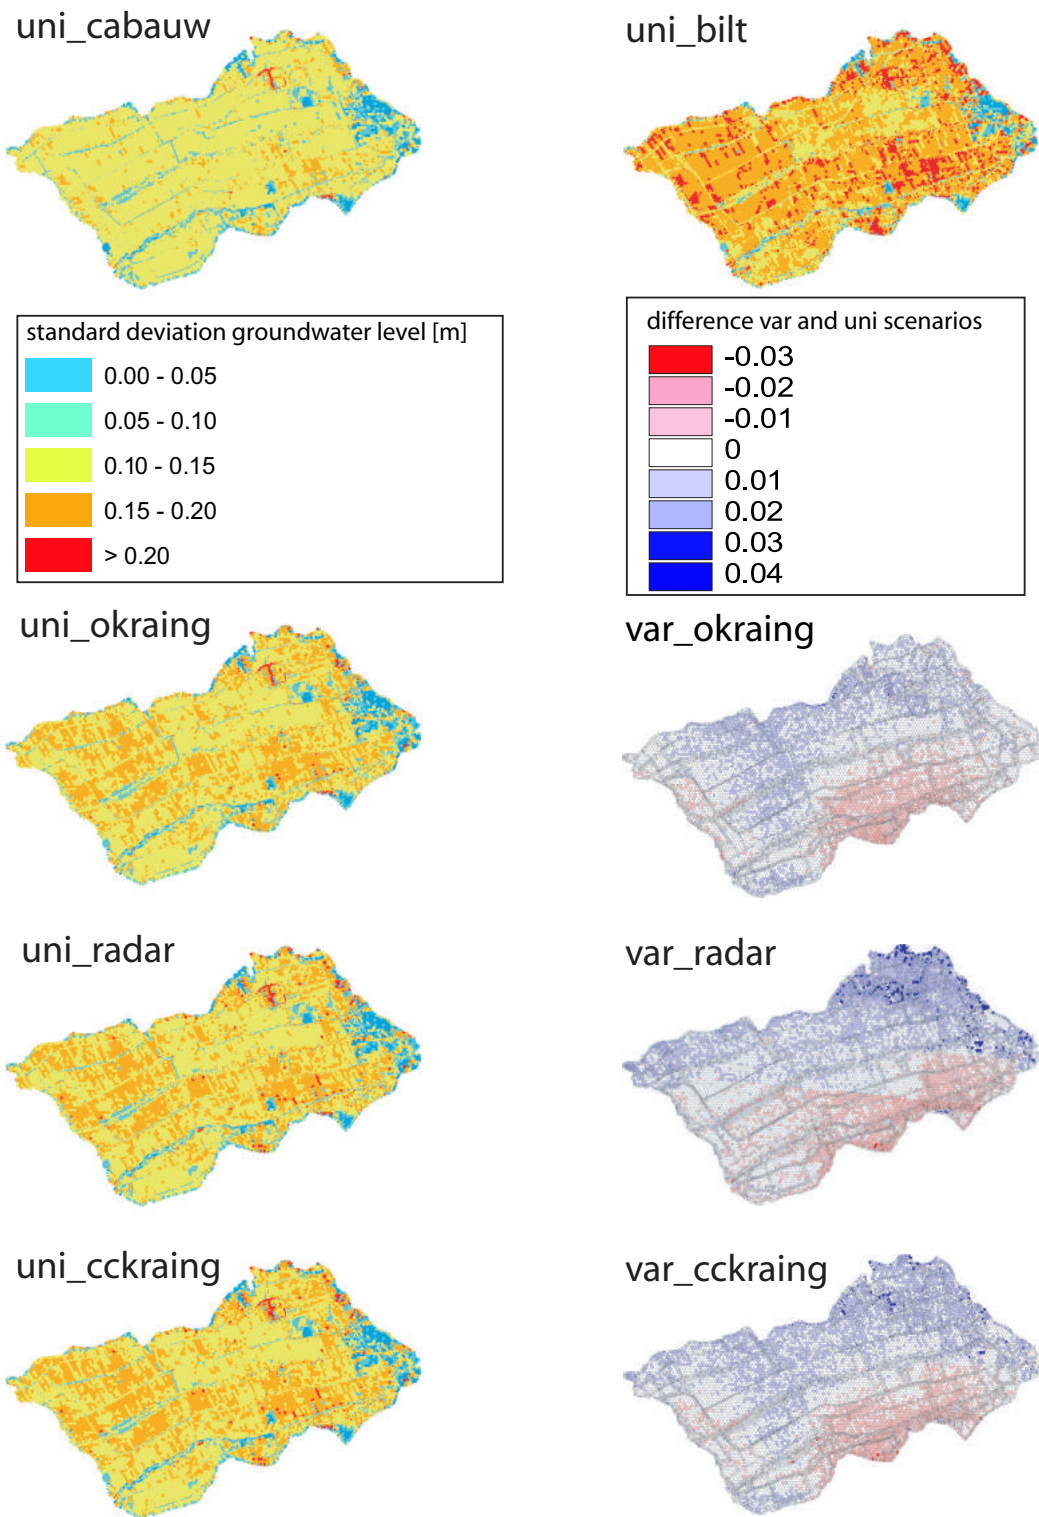 uni_cabauw
uni_bilt
standard deviation groundwater level [m]
0.00 - 0.05
0.05 - 0.10
0.10 - 0.15
0.15 - 0.20
> 0.20
difference var and uni scenarios
-0.03
-0.02
-0.01
0
0.01
0.02
0.03
0.04
uni_okraing
var_okraing
uni_radar
var_radar
uni_cckraing
var_cckraing